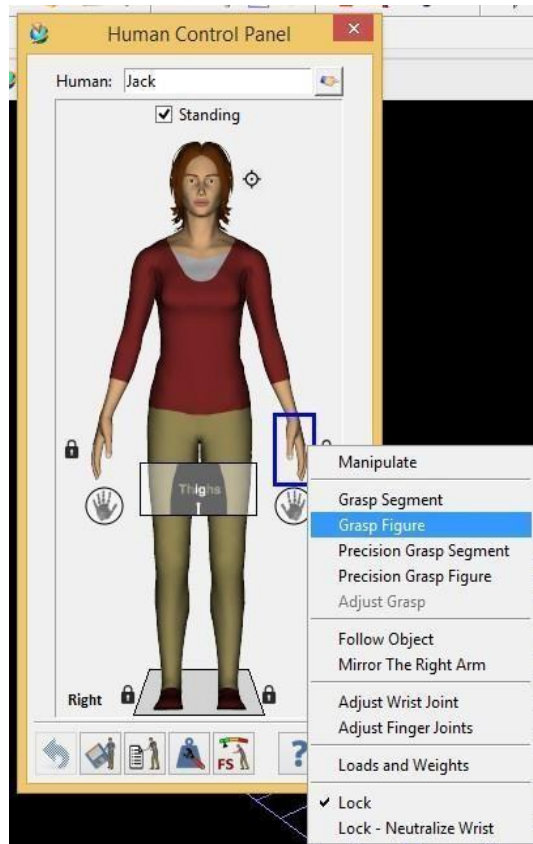 Human Control Panel
Human: Jack
Standing
Thighs
Right
FS
?
Manipulate
Grasp Segment
Grasp Figure
Precision Grasp Segment
Precision Grasp Figure
Adjust Grasp
Follow Object
Mirror The Right Arm
Adjust Wrist Joint
Adjust Finger Joints
Loads and Weights
Lock
Lock - Neutralize Wrist